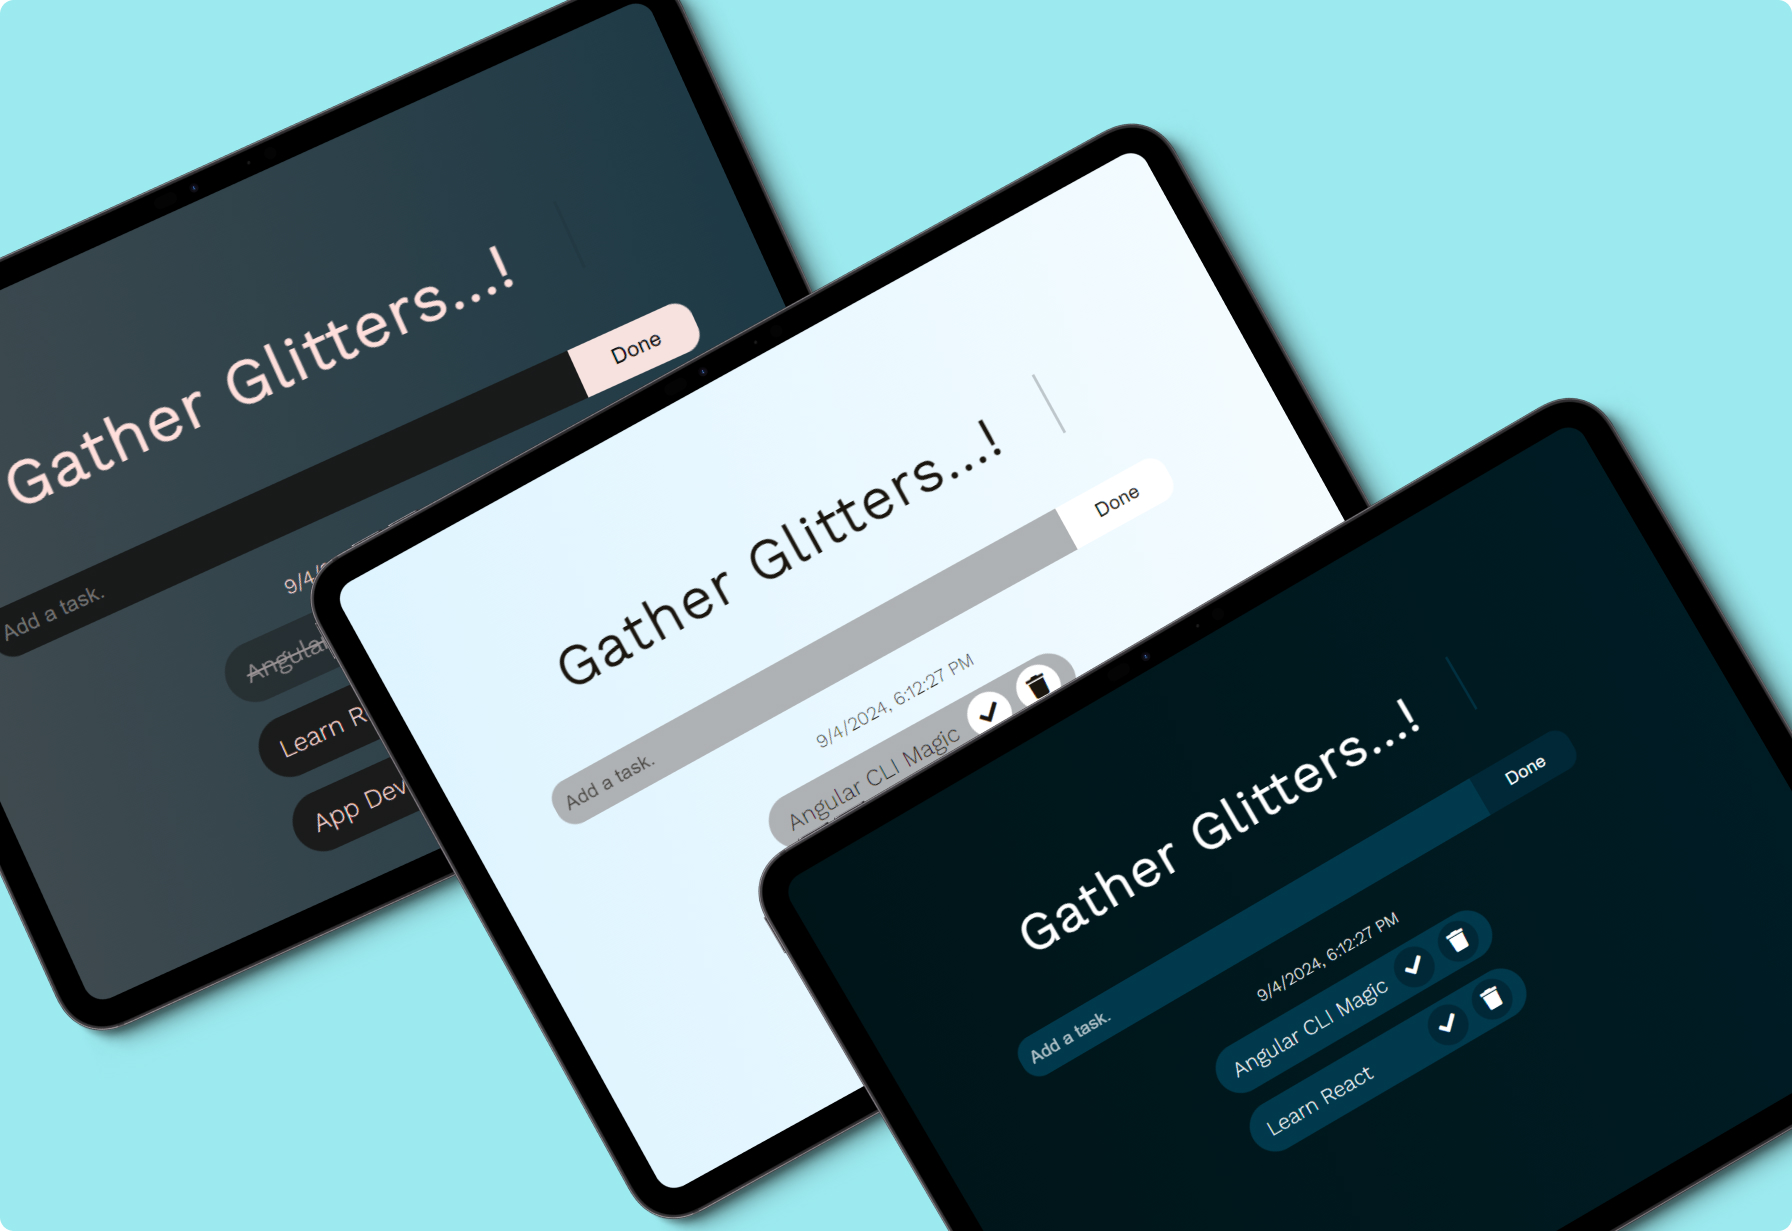 Gather Glitters...!
Done
Add a task.
9/4/
Angular
Learn R
App Dev
Gather Glitters...!
Done
Add a task.
9/4/2024, 6:12:27 PM
Angular CLI Magic
Gather Glitters...!
Done
Add a task.
9/4/2024, 6:12:27 PM
Angular CLI Magic
Learn React